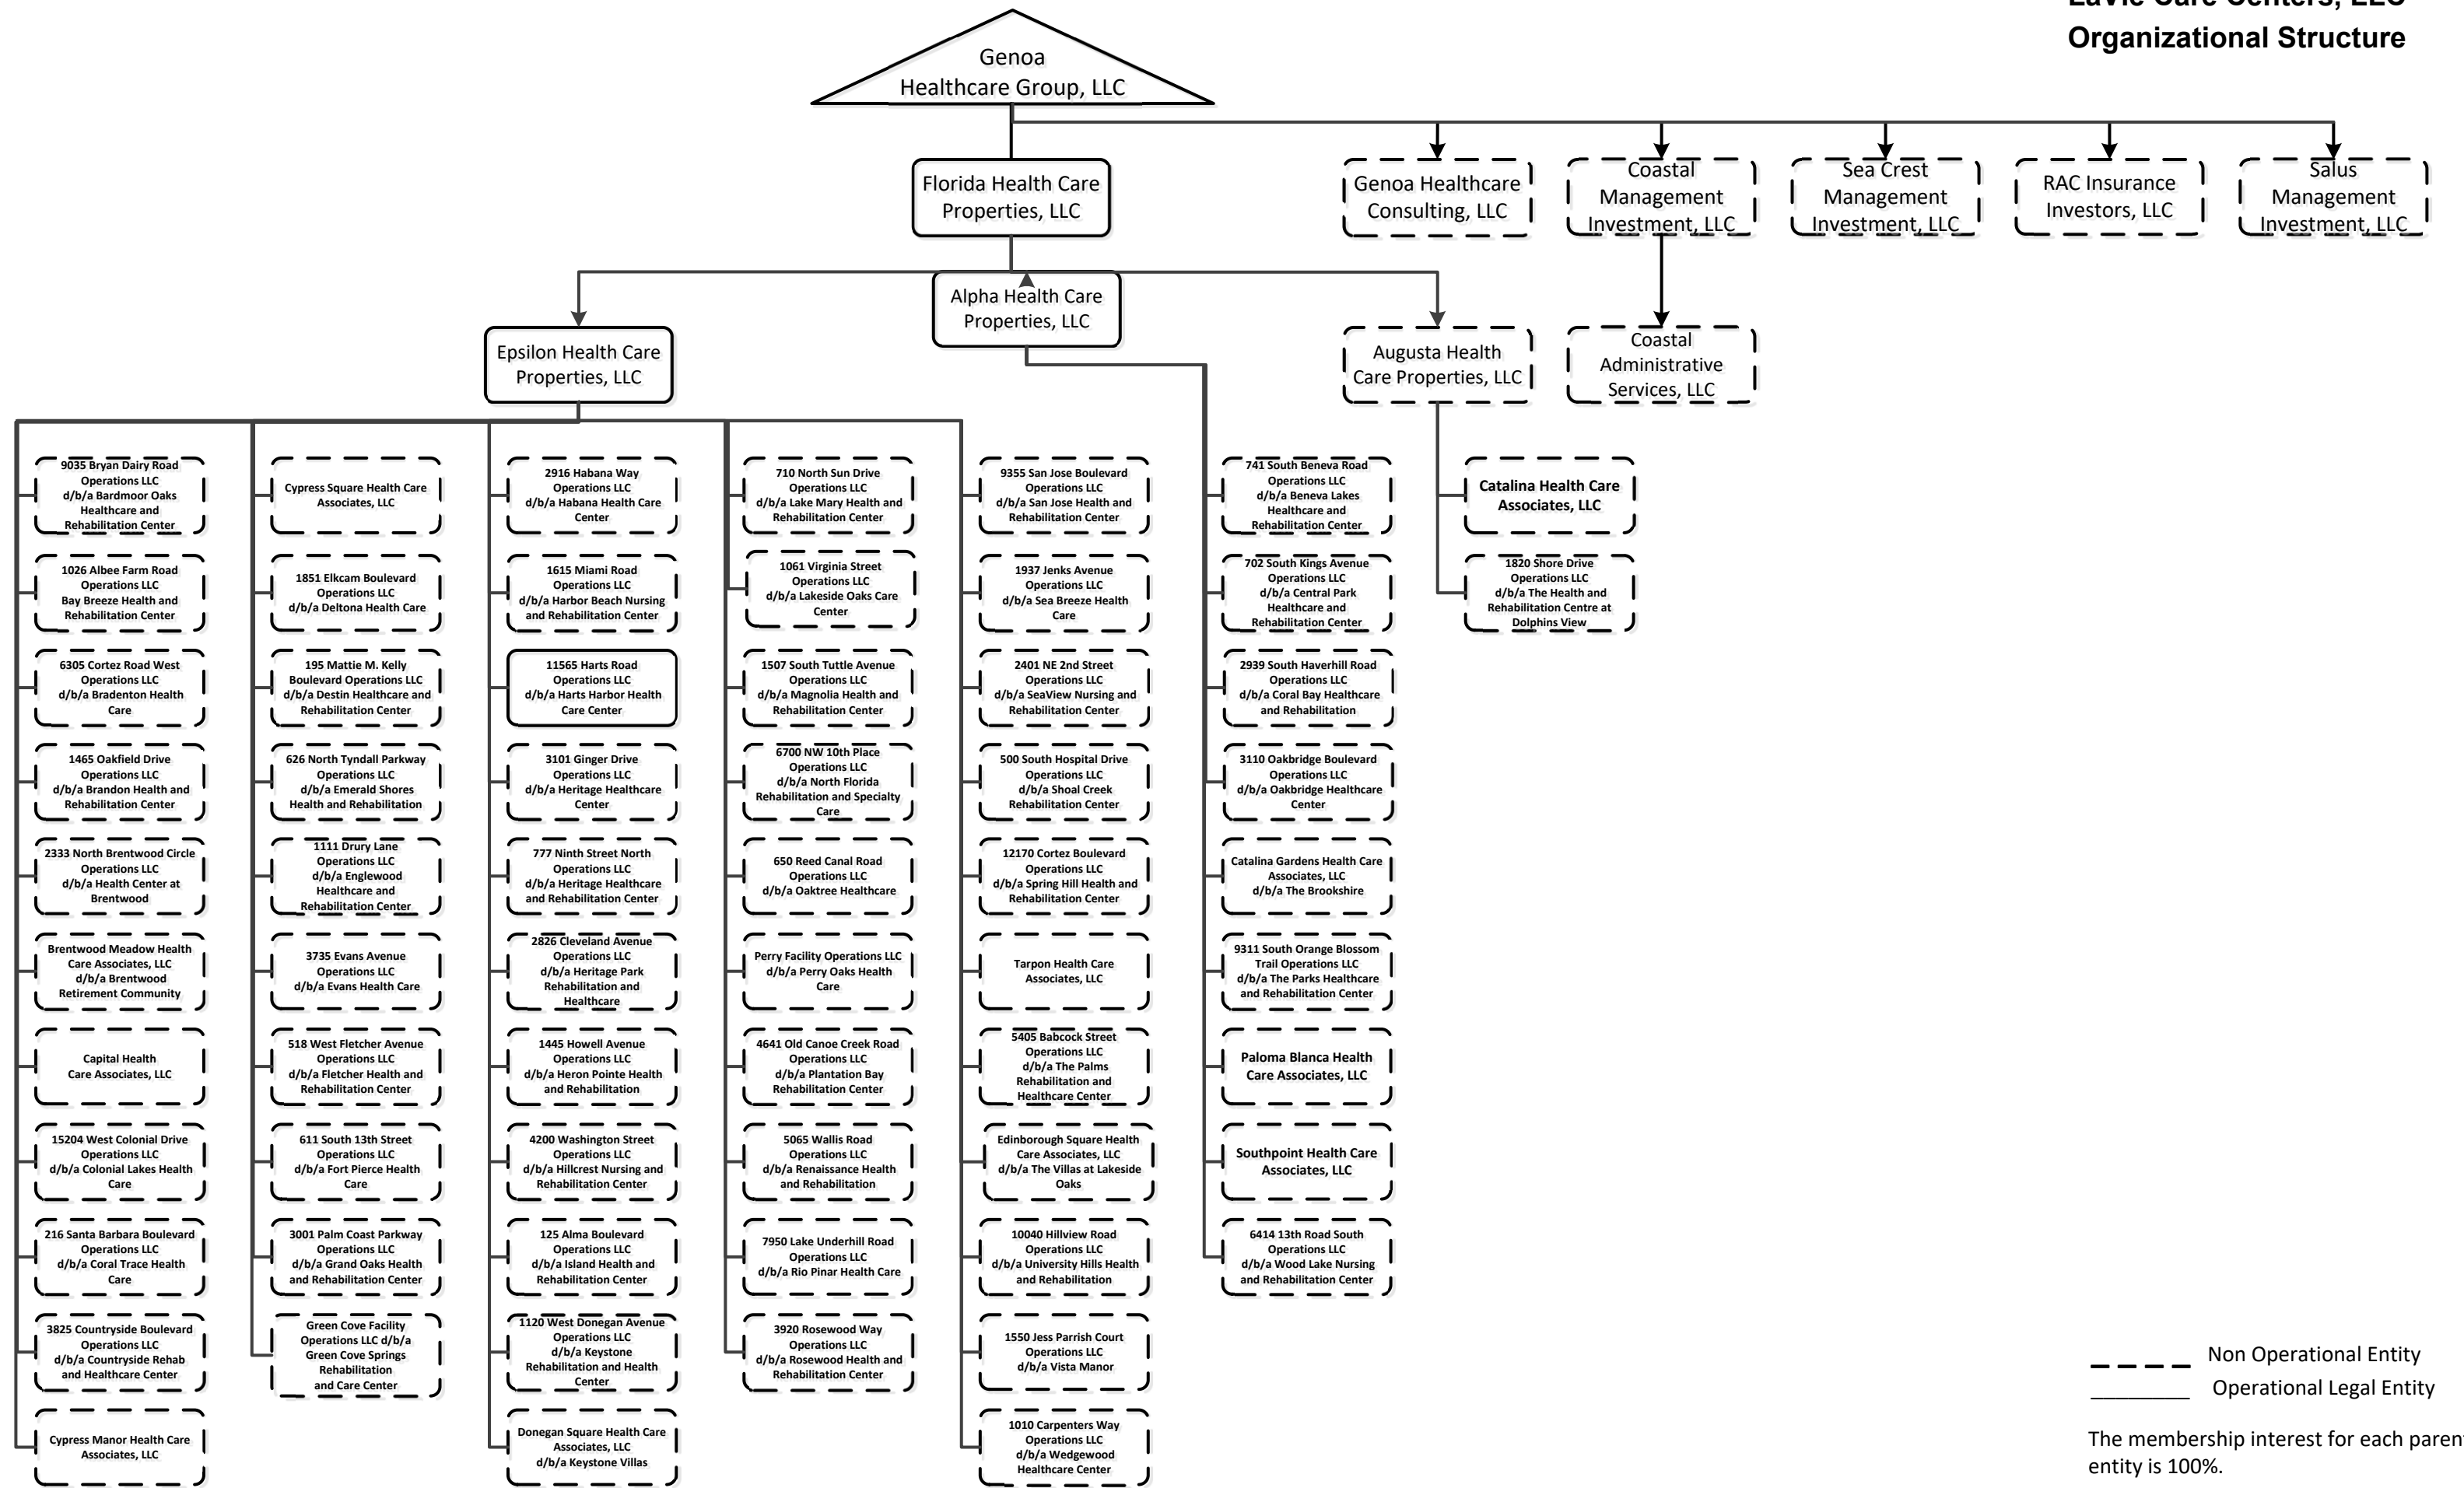 LaVie Care Centers, LLC
Organizational Structure
Genoa
Healthcare Group, LLC
Florida Health Care
Properties, LLC
Genoa Healthcare
Consulting, LLC
Coastal
Management
Investment, LLC
Sea Crest
Management
Investment, LLC
RAC Insurance
Investors, LLC
Salus
Management
Investment, LLC
Alpha Health Care
Properties, LLC
Epsilon Health Care
Properties, LLC
Augusta Health
Care Properties, LLC
Coastal
Administrative
Services, LLC
9035 Bryan Dairy Road
Operations LLC
d/b/a Bardmoor Oaks
Healthcare and
Rehabilitation Center
1026 Albee Farm Road
Operations LLC
Bay Breeze Health and
Rehabilitation Center
6305 Cortez Road West
Operations LLC
d/b/a Bradenton Health
Care
1465 Oakfield Drive
Operations LLC
d/b/a Brandon Health and
Rehabilitation Center
2333 North Brentwood Circle
Operations LLC
d/b/a Health Center at
Brentwood
Brentwood Meadow Health
Care Associates, LLC
d/b/a Brentwood
Retirement Community
Capital Health
Care Associates, LLC
15204 West Colonial Drive
Operations LLC
d/b/a Colonial Lakes Health
Care
216 Santa Barbara Boulevard
Operations LLC
d/b/a Coral Trace Health
Care
3825 Countryside Boulevard
Operations LLC
d/b/a Countryside Rehab
and Healthcare Center
Cypress Manor Health Care
Associates, LLC
Cypress Square Health Care
Associates, LLC
1851 Elkcam Boulevard
Operations LLC
d/b/a Deltona Health Care
195 Mattie M. Kelly
Boulevard Operations LLC
d/b/a Destin Healthcare and
Rehabilitation Center
626 North Tyndall Parkway
Operations LLC
d/b/a Emerald Shores
Health and Rehabilitation
1111 Drury Lane
Operations LLC
d/b/a Englewood
Healthcare and
Rehabilitation Center
3735 Evans Avenue
Operations LLC
d/b/a Evans Health Care
518 West Fletcher Avenue
Operations LLC
d/b/a Fletcher Health and
Rehabilitation Center
611 South 13th Street
Operations LLC
d/b/a Fort Pierce Health
Care
3001 Palm Coast Parkway
Operations LLC
d/b/a Grand Oaks Health
and Rehabilitation Center
Green Cove Facility
Operations LLC d/b/a
Green Cove Springs
Rehabilitation
and Care Center
2916 Habana Way
Operations LLC
d/b/a Habana Health Care
Center
1615 Miami Road
Operations LLC
d/b/a Harbor Beach Nursing
and Rehabilitation Center
11565 Harts Road
Operations LLC
d/b/a Harts Harbor Health
Care Center
3101 Ginger Drive
Operations LLC
d/b/a Heritage Healthcare
Center
777 Ninth Street North
Operations LLC
d/b/a Heritage Healthcare
and Rehabilitation Center
2826 Cleveland Avenue
Operations LLC
d/b/a Heritage Park
Rehabilitation and
Healthcare
1445 Howell Avenue
Operations LLC
d/b/a Heron Pointe Health
and Rehabilitation
4200 Washington Street
Operations LLC
d/b/a Hillcrest Nursing and
Rehabilitation Center
125 Alma Boulevard
Operations LLC
d/b/a Island Health and
Rehabilitation Center
1120 West Donegan Avenue
Operations LLC
d/b/a Keystone
Rehabilitation and Health
Center
Donegan Square Health Care
Associates, LLC
d/b/a Keystone Villas
710 North Sun Drive
Operations LLC
d/b/a Lake Mary Health and
Rehabilitation Center
1061 Virginia Street
Operations LLC
d/b/a Lakeside Oaks Care
Center
1507 South Tuttle Avenue
Operations LLC
d/b/a Magnolia Health and
Rehabilitation Center
6700 NW 10th Place
Operations LLC
d/b/a North Florida
Rehabilitation and Specialty
Care
650 Reed Canal Road
Operations LLC
d/b/a Oaktree Healthcare
Perry Facility Operations LLC
d/b/a Perry Oaks Health
Care
4641 Old Canoe Creek Road
Operations LLC
d/b/a Plantation Bay
Rehabilitation Center
5065 Wallis Road
Operations LLC
d/b/a Renaissance Health
and Rehabilitation
7950 Lake Underhill Road
Operations LLC
d/b/a Rio Pinar Health Care
3920 Rosewood Way
Operations LLC
d/b/a Rosewood Health and
Rehabilitation Center
9355 San Jose Boulevard
Operations LLC
d/b/a San Jose Health and
Rehabilitation Center
1937 Jenks Avenue
Operations LLC
d/b/a Sea Breeze Health
Care
2401 NE 2nd Street
Operations LLC
d/b/a SeaView Nursing and
Rehabilitation Center
500 South Hospital Drive
Operations LLC
d/b/a Shoal Creek
Rehabilitation Center
12170 Cortez Boulevard
Operations LLC
d/b/a Spring Hill Health and
Rehabilitation Center
Tarpon Health Care
Associates, LLC
5405 Babcock Street
Operations LLC
d/b/a The Palms
Rehabilitation and
Healthcare Center
Edinborough Square Health
Care Associates, LLC
d/b/a The Villas at Lakeside
Oaks
10040 Hillview Road
Operations LLC
d/b/a University Hills Health
and Rehabilitation
1550 Jess Parrish Court
Operations LLC
d/b/a Vista Manor
1010 Carpenters Way
Operations LLC
d/b/a Wedgewood
Healthcare Center
741 South Beneva Road
Operations LLC
d/b/a Beneva Lakes
Healthcare and
Rehabilitation Center
702 South Kings Avenue
Operations LLC
d/b/a Central Park
Healthcare and
Rehabilitation Center
2939 South Haverhill Road
Operations LLC
d/b/a Coral Bay Healthcare
and Rehabilitation
3110 Oakbridge Boulevard
Operations LLC
d/b/a Oakbridge Healthcare
Center
Catalina Gardens Health Care
Associates, LLC
d/b/a The Brookshire
9311 South Orange Blossom
Trail Operations LLC
d/b/a The Parks Healthcare
and Rehabilitation Center
Paloma Blanca Health
Care Associates, LLC
Southpoint Health Care
Associates, LLC
6414 13th Road South
Operations LLC
d/b/a Wood Lake Nursing
and Rehabilitation Center
Catalina Health Care
Associates, LLC
1820 Shore Drive
Operations LLC
d/b/a The Health and
Rehabilitation Centre at
Dolphins View
Non Operational Entity
Operational Legal Entity
The membership interest for each parent
entity is 100%.